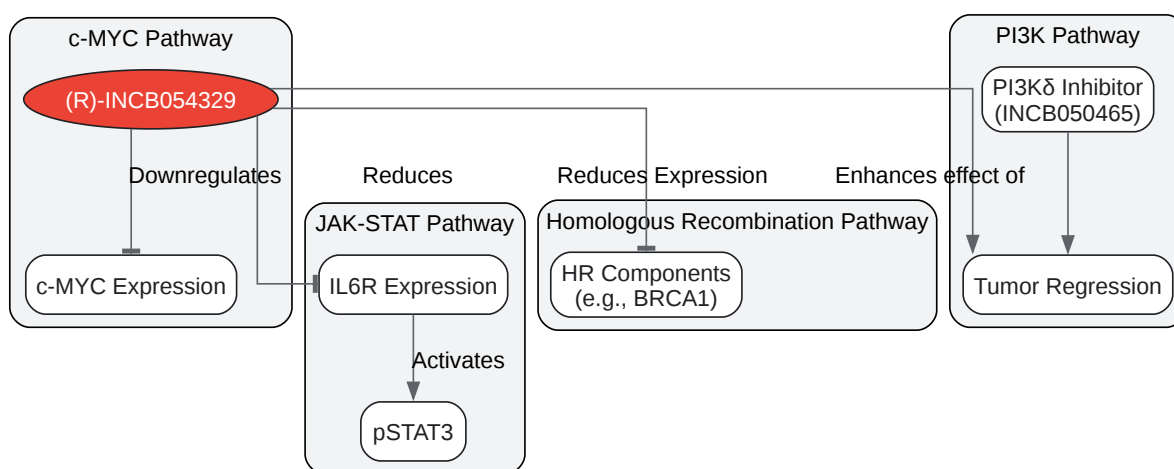 c-MYC Pathway
PI3K Pathway
(R)-INCB054329
PI3Kδ Inhibitor
(INCB050465)
Downregulates
Reduces
Reduces Expression
Enhances effect of
JAK-STAT Pathway
Homologous Recombination Pathway
c-MYC Expression
IL6R Expression
HR Components
(e.g., BRCA1)
Tumor Regression
Activates
pSTAT3